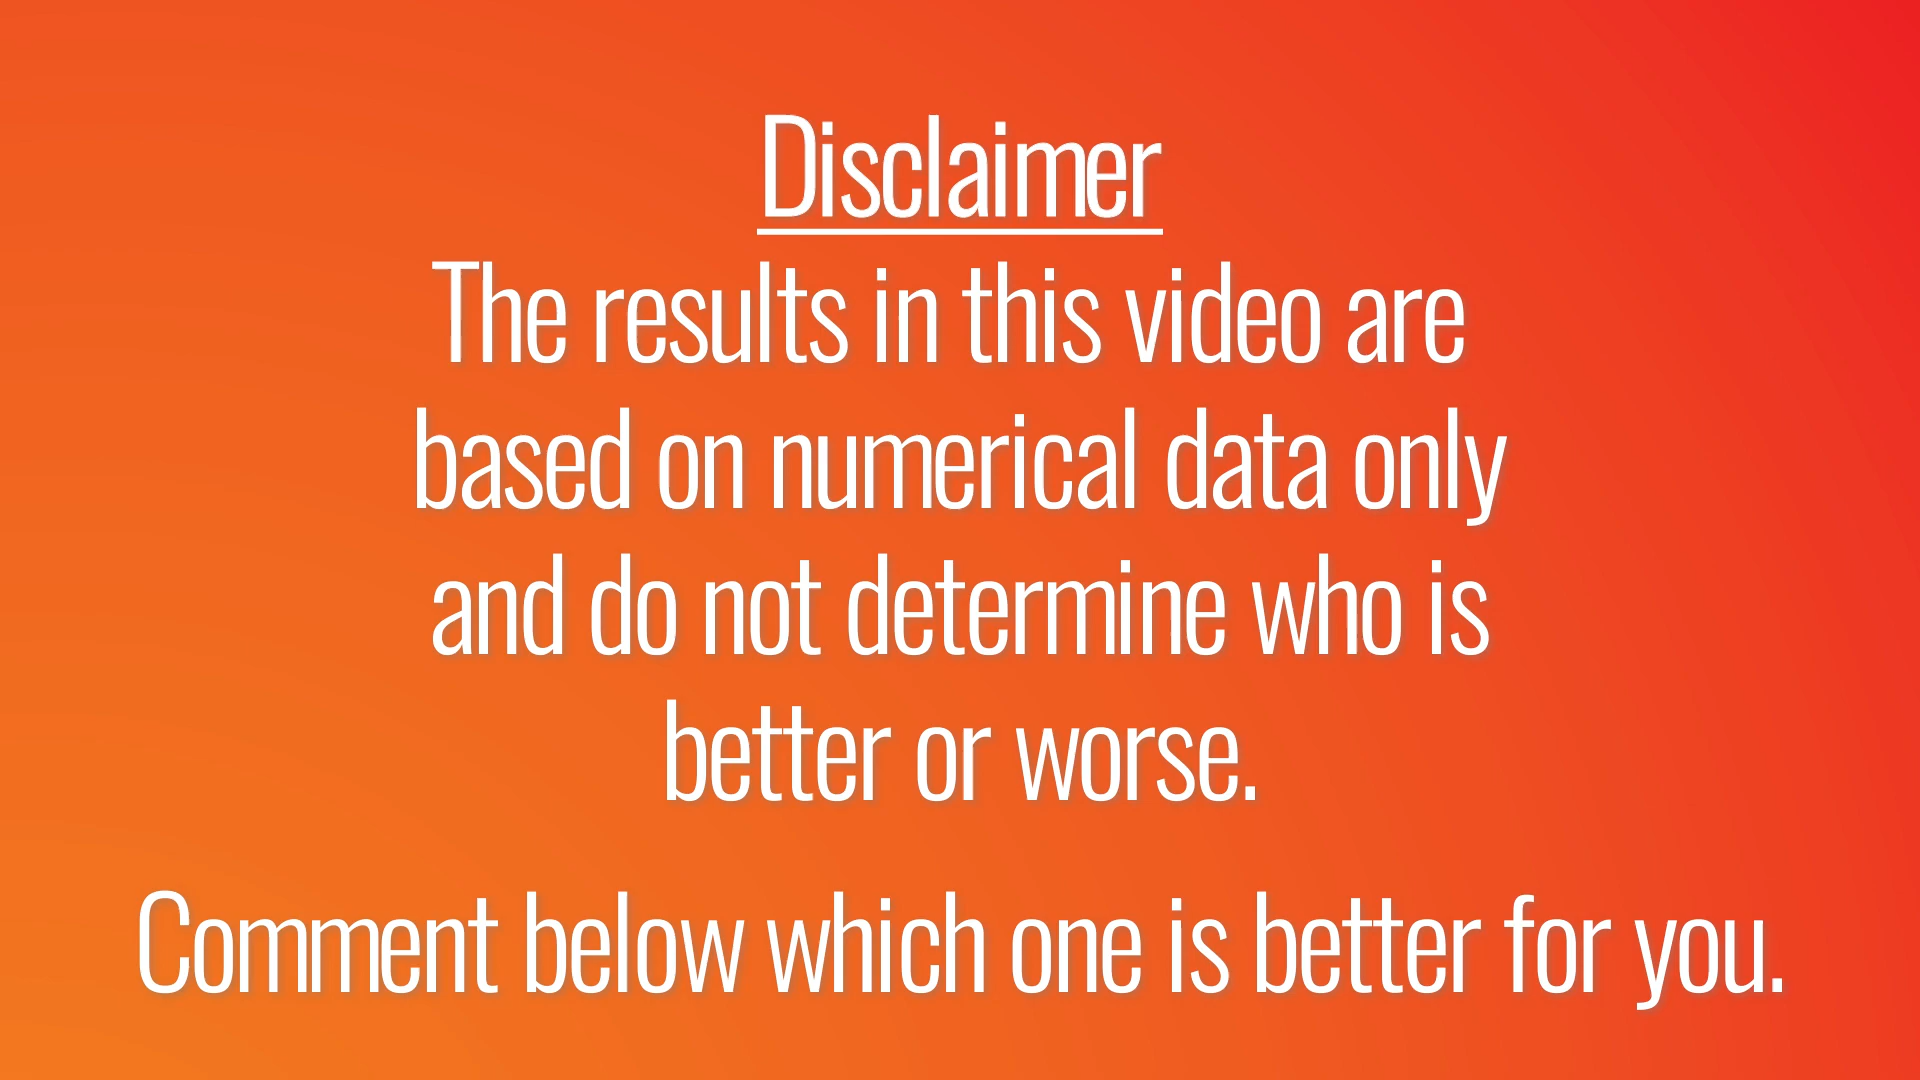 Disclaimer
The results in this video are
based on numerical data only
and do not determine who is
better or worse.
Comment below which one is better for you.